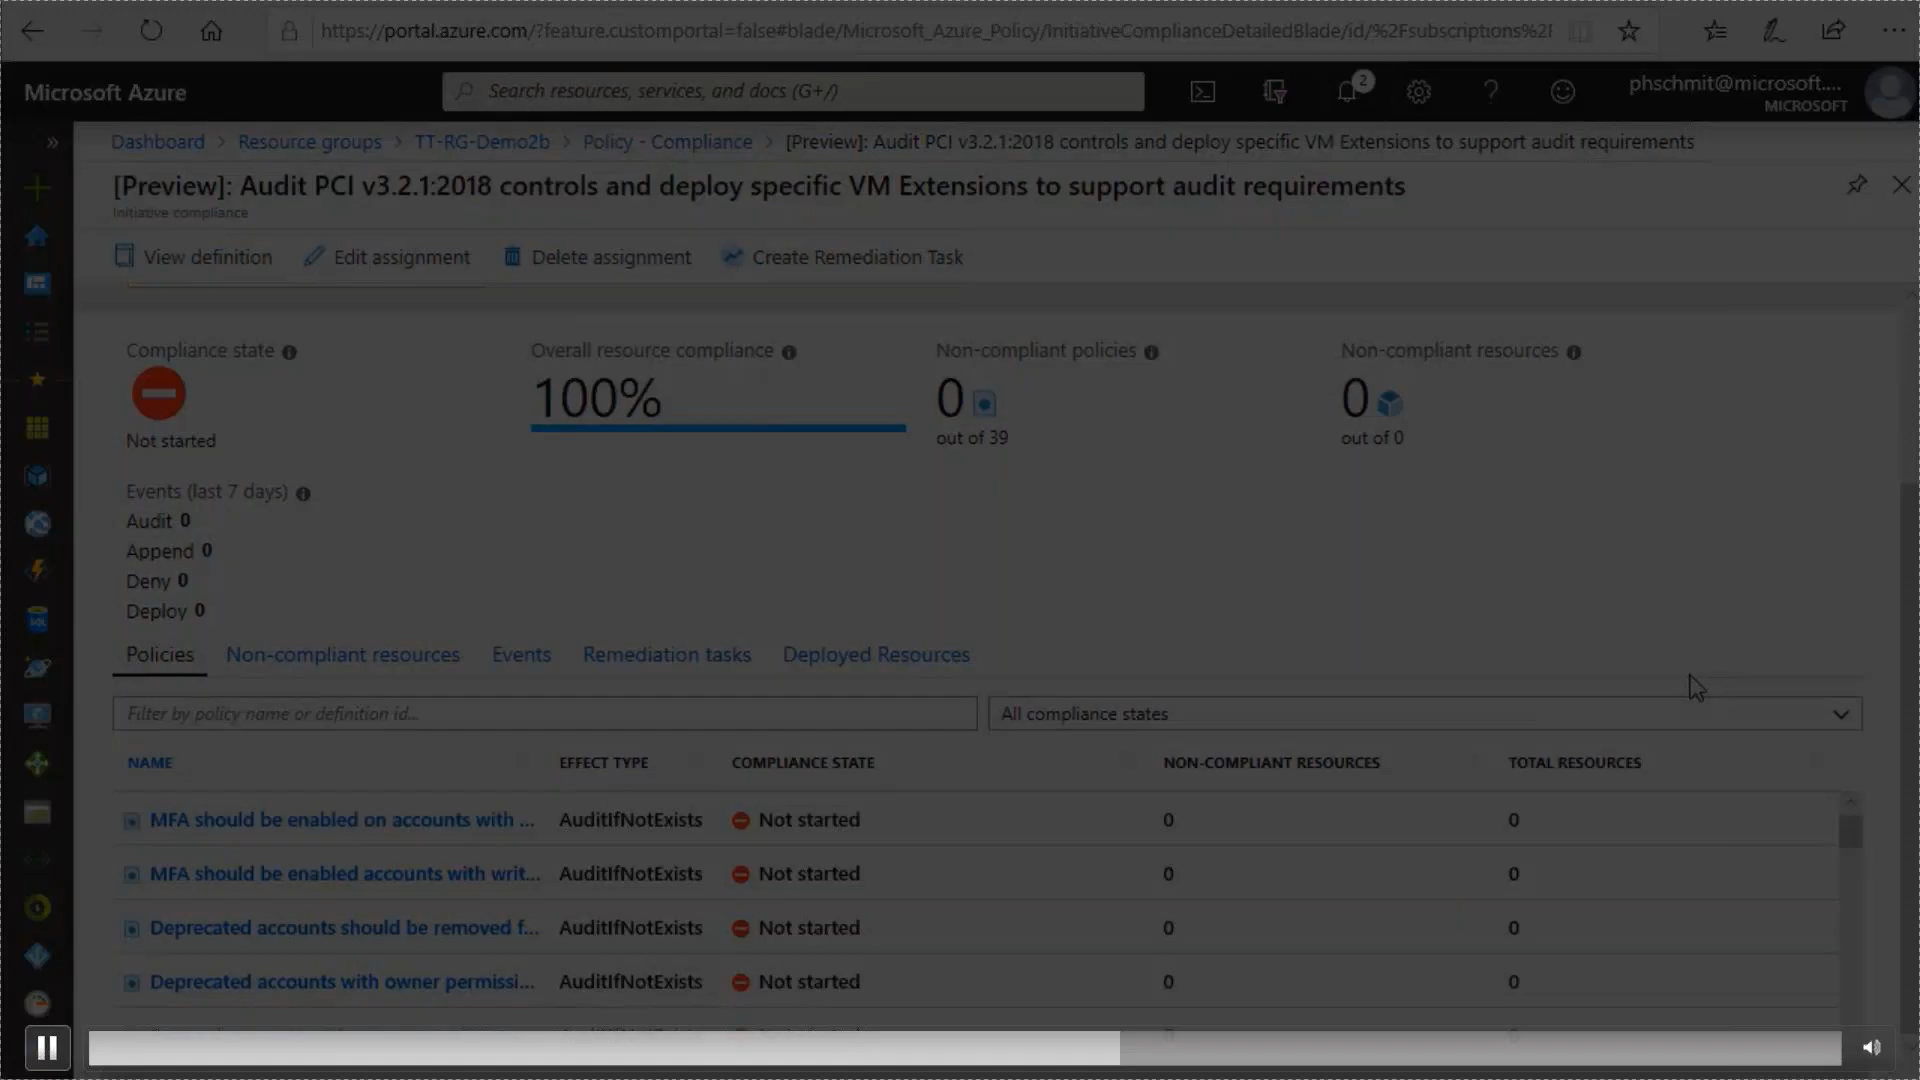 https://portal.azure.com/?feature.customportal=false#blade/Microsoft_Azure_Policy/InitiativeComplianceDetailedBlade/id/%2Fsubscriptions%2F
Microsoft Azure
Search resources, services, and docs (G+/)
2
phschmit@microsoft....
MICROSOFT
Dashboard > Resource groups > TT-RG-Demo2b > Policy - Compliance > [Preview]: Audit PCI v3.2.1:2018 controls and deploy specific VM Extensions to support audit requirements
[Preview]: Audit PCI v3.2.1:2018 controls and deploy specific VM Extensions to support audit requirements
Initiative compliance
View definition Edit assignment Delete assignment Create Remediation Task
Compliance state Overall resource compliance Non-compliant policies Non-compliant resources
100% 0 0
Not started out of 39 out of 0
Events (last 7 days)
Audit 0
Append 0
Deny 0
Deploy 0
Policies Non-compliant resources Events Remediation tasks Deployed Resources
Filter by policy name or definition id... All compliance states
NAME EFFECT TYPE COMPLIANCE STATE NON-COMPLIANT RESOURCES TOTAL RESOURCES
MFA should be enabled on accounts with ... AuditIfNotExists Not started 0 0
MFA should be enabled accounts with writ... AuditIfNotExists Not started 0 0
Deprecated accounts should be removed f... AuditIfNotExists Not started 0 0
Deprecated accounts with owner permissi... AuditIfNotExists Not started 0 0